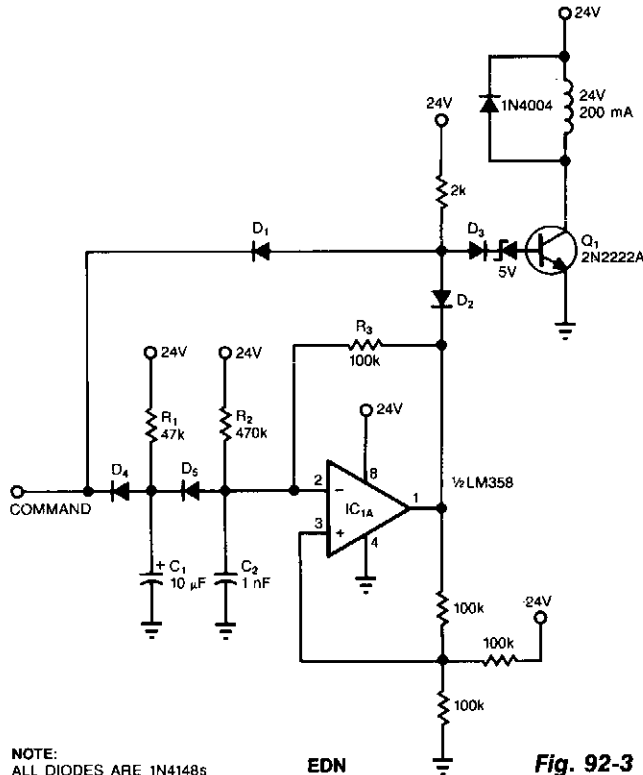 24V
1N4004
24V
200 mA
24V
2k
D1
D3
Q1
2N2222A
5V
D2
R3
100k
24V
24V
24V
R1
47k
R2
470k
D4
D5
8
½LM358
2
−
IC1A
1
3
+
4
COMMAND
+
C1
10 µF
C2
1 nF
100k
24V
100k
100k
NOTE:
ALL DIODES ARE 1N4148s
EDN
Fig. 92-3